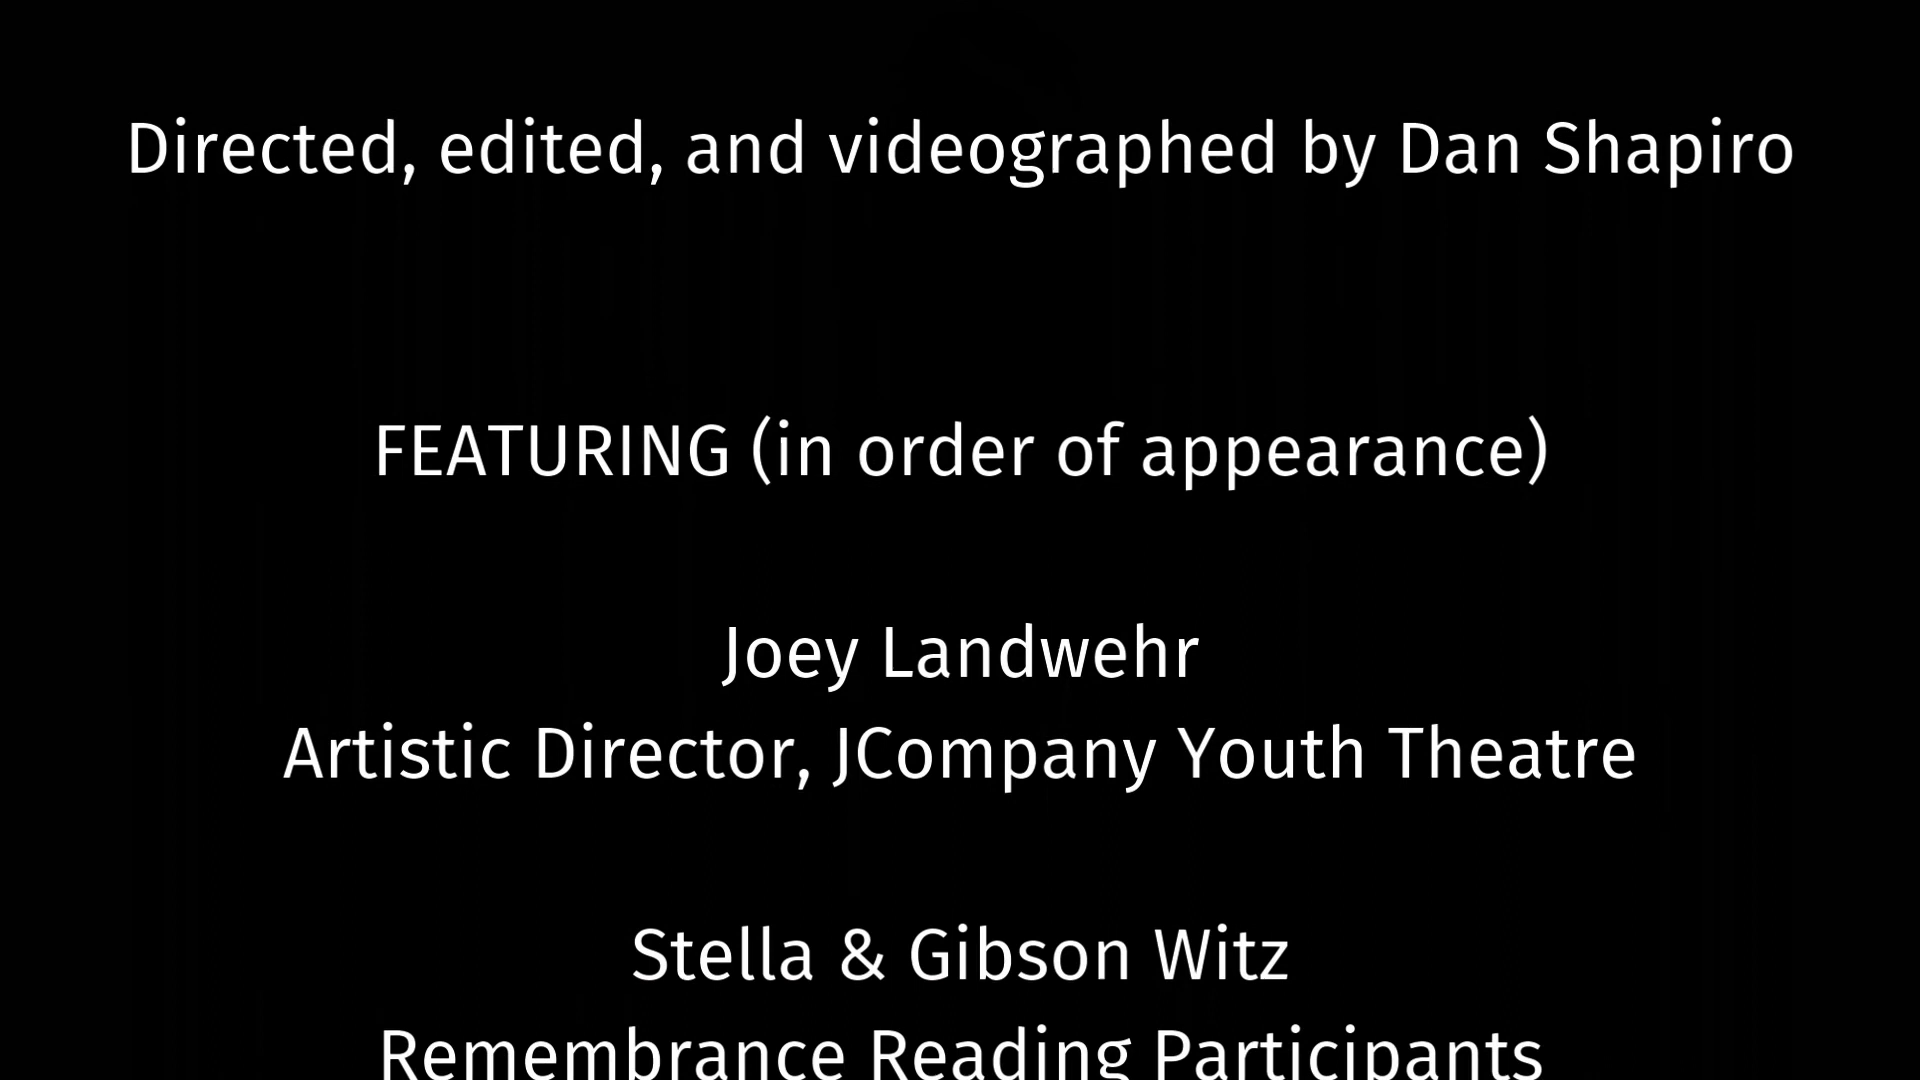 Directed, edited, and videographed by Dan Shapiro
FEATURING (in order of appearance)
Joey Landwehr
Artistic Director, JCompany Youth Theatre
Stella & Gibson Witz
Remembrance Reading Participants